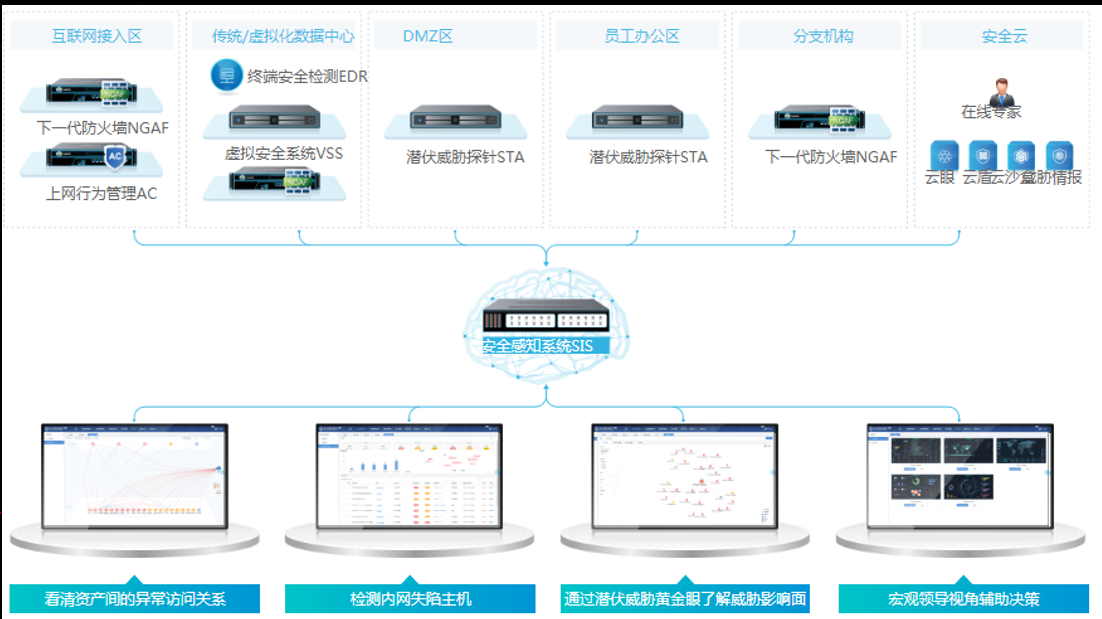 互联网接入区
传统/虚拟化数据中心
DMZ区
员工办公区
分支机构
安全云
NGAF
下一代防火墙NGAF
AC
上网行为管理AC
终端安全检测EDR
虚拟安全系统VSS
NGAF
潜伏威胁探针STA
潜伏威胁探针STA
NGAF
下一代防火墙NGAF
在线专家
云眼
云盾
云沙盒
威胁情报
安全感知系统SIS
看清资产间的异常访问关系
检测内网失陷主机
通过潜伏威胁黄金眼了解威胁影响面
宏观领导视角辅助决策